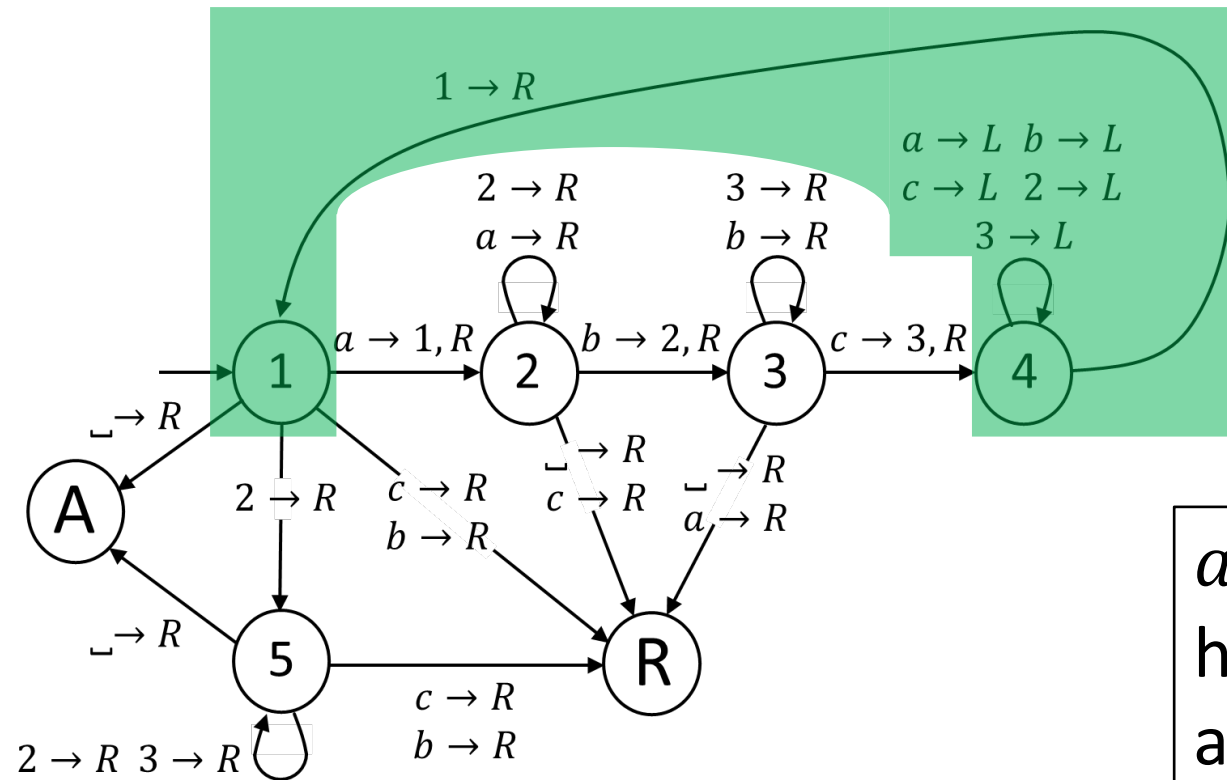 1 → R
a → L b → L
c → L 2 → L
3 → L
2 → R
a → R
3 → R
b → R
1
a → 1, R
2
b → 2, R
3
c → 3, R
4
␣ → R
A
2 → R
c → R
b → R
␣ → R
c → R
␣ → R
a → R
␣ → R
5
c → R
b → R
R
2 → R 3 → R
a
h
a